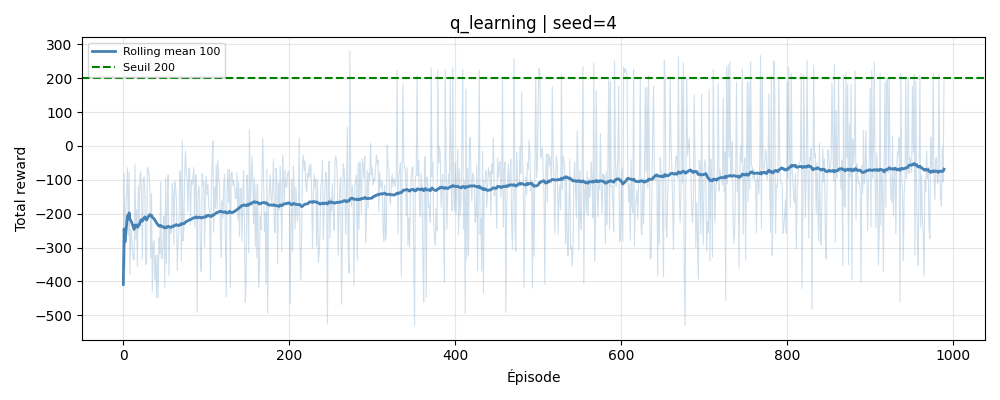 q_learning | seed=4
Rolling mean 100
Seuil 200
Total reward
300
200
100
0
−100
−200
−300
−400
−500
0 200 400 600 800 1000
Épisode